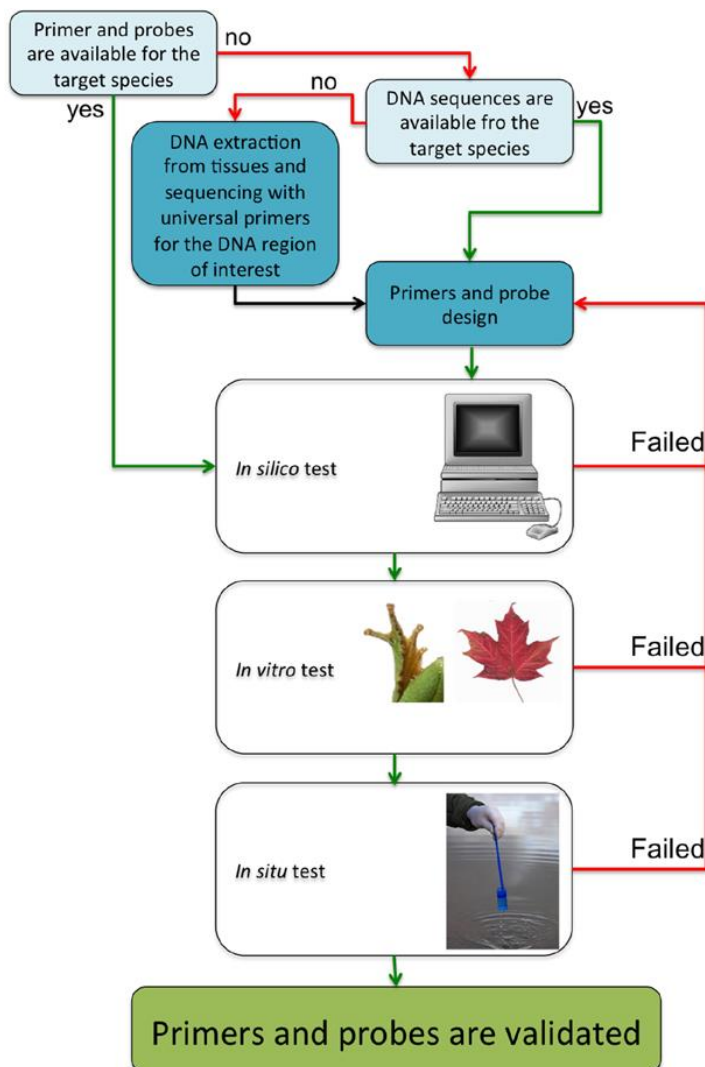 Primer and probes
are available for the
target species
no
yes
no
DNA sequences are
available fro the
target species
yes
DNA extraction
from tissues and
sequencing with
universal primers
for the DNA region
of interest
Primers and probe
design
In silico test
Failed
In vitro test
Failed
In situ test
Failed
Primers and probes are validated